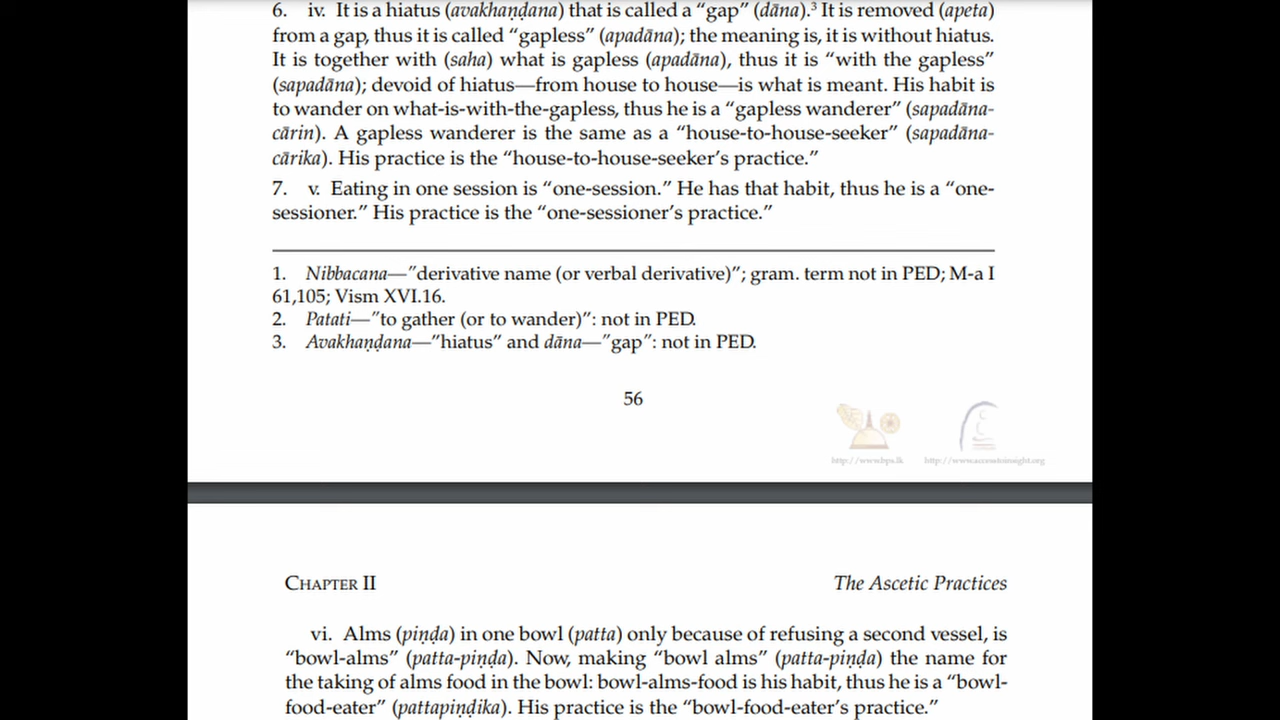 6. iv. It is a hiatus (avakhaṇḍana) that is called a “gap” (dāna).³ It is removed (apeta)
from a gap, thus it is called “gapless” (apadāna); the meaning is, it is without hiatus.
It is together with (saha) what is gapless (apadāna), thus it is “with the gapless”
(sapadāna); devoid of hiatus—from house to house—is what is meant. His habit is
to wander on what-is-with-the-gapless, thus he is a “gapless wanderer” (sapadāna-
cārin). A gapless wanderer is the same as a “house-to-house-seeker” (sapadāna-
cārika). His practice is the “house-to-house-seeker’s practice.”
7. v. Eating in one session is “one-session.” He has that habit, thus he is a “one-
sessioner.” His practice is the “one-sessioner’s practice.”
1. Nibbacana—”derivative name (or verbal derivative)”; gram. term not in PED; M-a I
61,105; Vism XVI.16.
2. Patati—”to gather (or to wander)”: not in PED.
3. Avakhaṇḍana—”hiatus” and dāna—”gap”: not in PED.
56
http://www.bps.lk http://www.accesstoinsight.org
CHAPTER II The Ascetic Practices
vi. Alms (piṇḍa) in one bowl (patta) only because of refusing a second vessel, is
“bowl-alms” (patta-piṇḍa). Now, making “bowl alms” (patta-piṇḍa) the name for
the taking of alms food in the bowl: bowl-alms-food is his habit, thus he is a “bowl-
food-eater” (pattapiṇḍika). His practice is the “bowl-food-eater’s practice.”